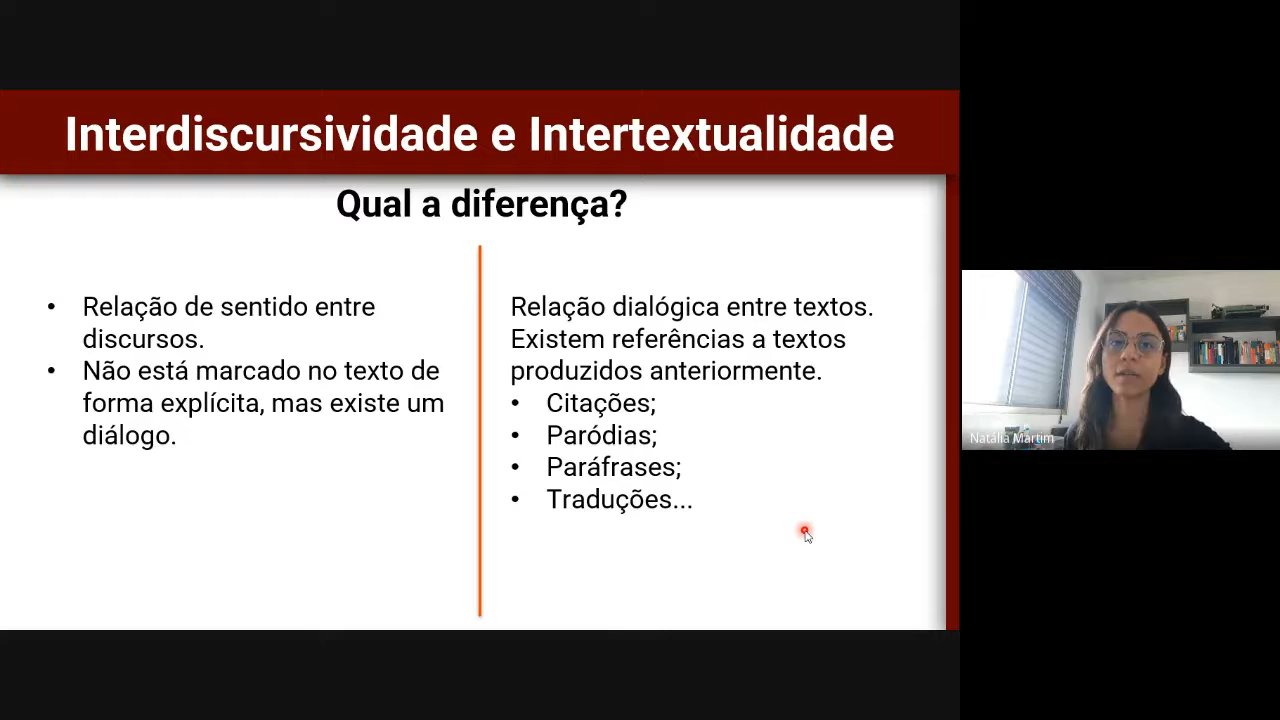 Interdiscursividade e Intertextualidade
Qual a diferença?
• Relação de sentido entre
discursos.
• Não está marcado no texto de
forma explícita, mas existe um
diálogo.
Relação dialógica entre textos.
Existem referências a textos
produzidos anteriormente.
• Citações;
• Paródias;
• Paráfrases;
• Traduções...
Natália Martim